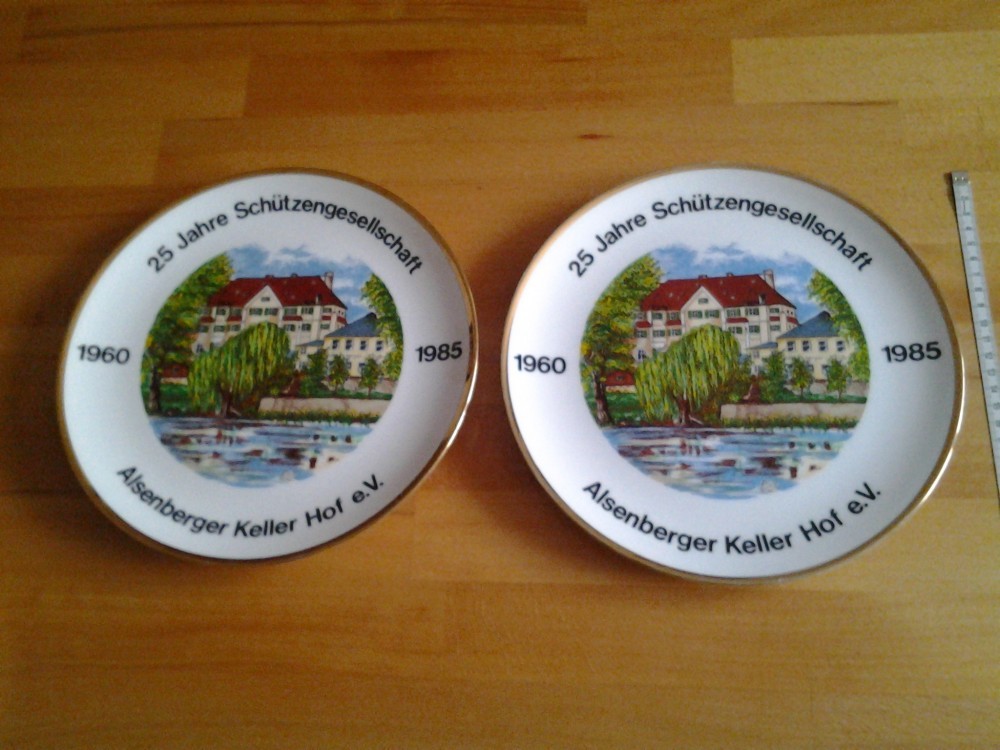 25 Jahre Schützengesellschaft
1960
1985
Alsenberger Keller Hof e.V.
25 Jahre Schützengesellschaft
1960
1985
Alsenberger Keller Hof e.V.